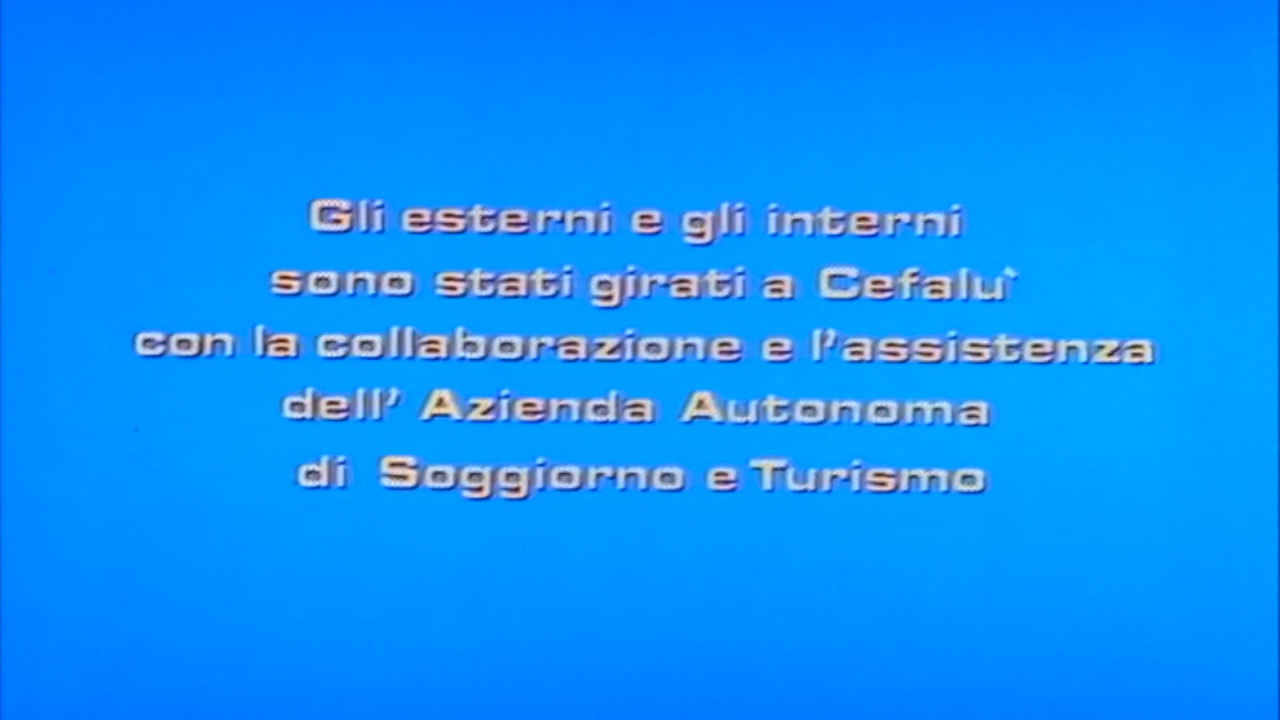 Gli esterni e gli interni
sono stati girati a Cefalu`
con la collaborazione e l'assistenza
dell' Azienda Autonoma
di Soggiorno e Turismo